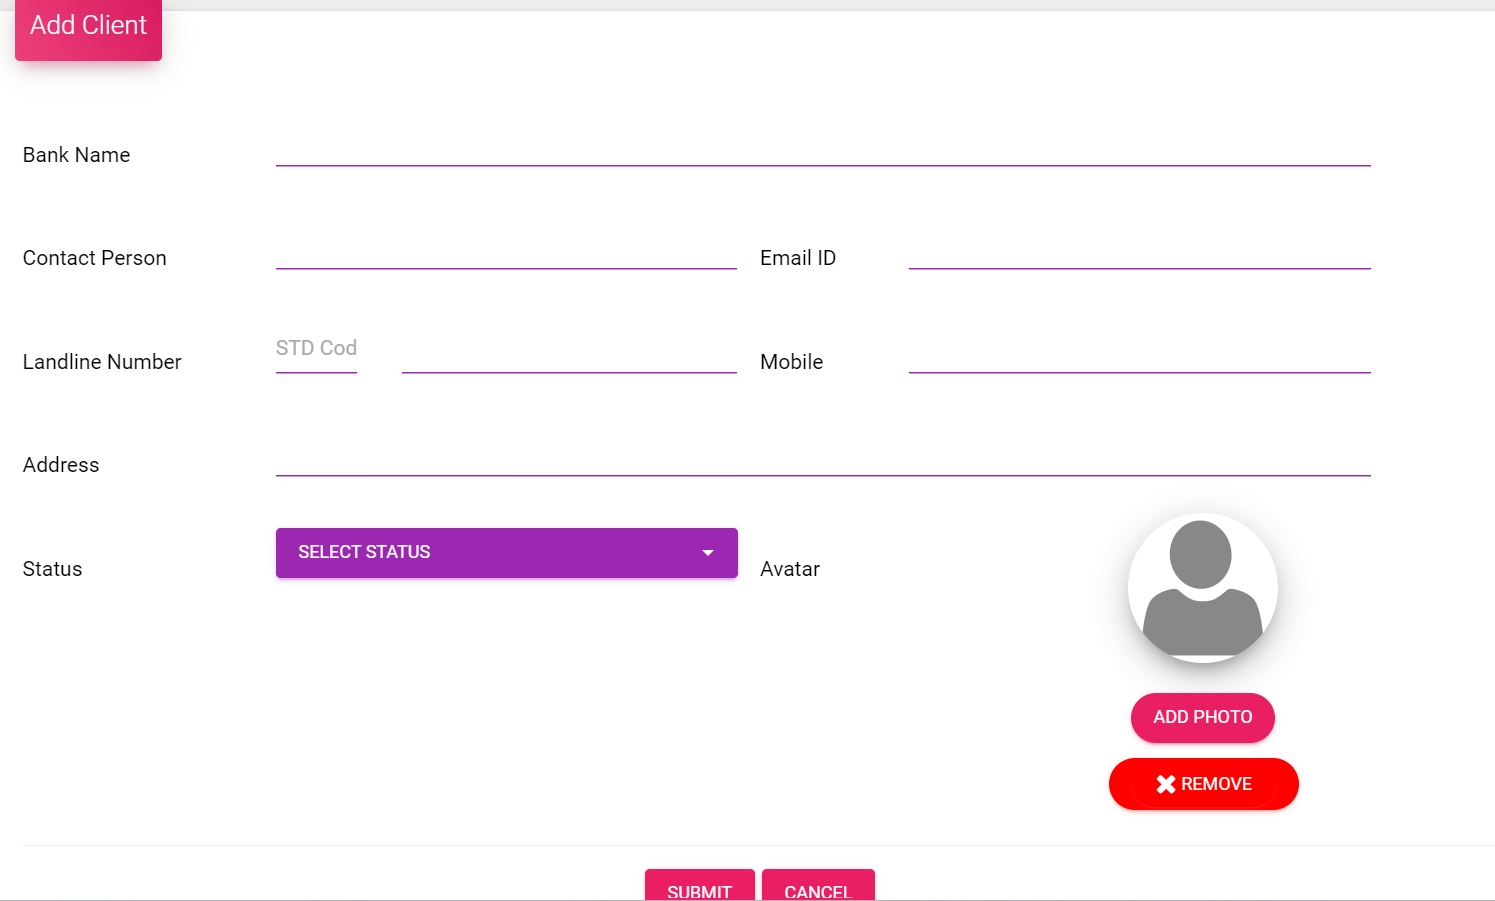 Add Client
Bank Name
Contact Person
Email ID
Landline Number
STD Cod
Mobile
Address
Status
SELECT STATUS
Avatar
ADD PHOTO
REMOVE
SUBMIT
CANCEL